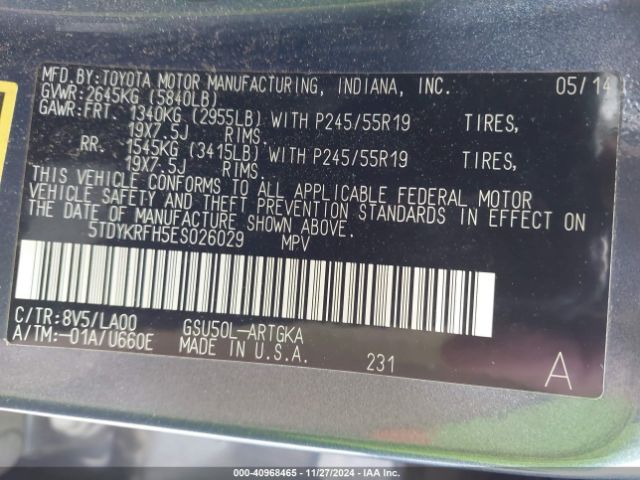 MFD.BY:TOYOTA MOTOR MANUFACTURING, INDIANA, INC. 05/14
GVWR:2645KG (5840LB)
GAWR:FRT. 1340KG (2955LB) WITH P245/55R19 TIRES,
19X7.5J RIMS.
RR. 1545KG (3415LB) WITH P245/55R19 TIRES,
19X7.5J RIMS.
THIS VEHICLE CONFORMS TO ALL APPLICABLE FEDERAL MOTOR
VEHICLE SAFETY AND THEFT PREVENTION STANDARDS IN EFFECT ON
THE DATE OF MANUFACTURE SHOWN ABOVE.
5TDYKRFH5ES026029 MPV
C/TR:8V5/LA00 GSU50L-ARTGKA
A/TM:-01A/U660E MADE IN U.S.A. 231 A
000-40968465 - 11/27/2024 - IAA Inc.